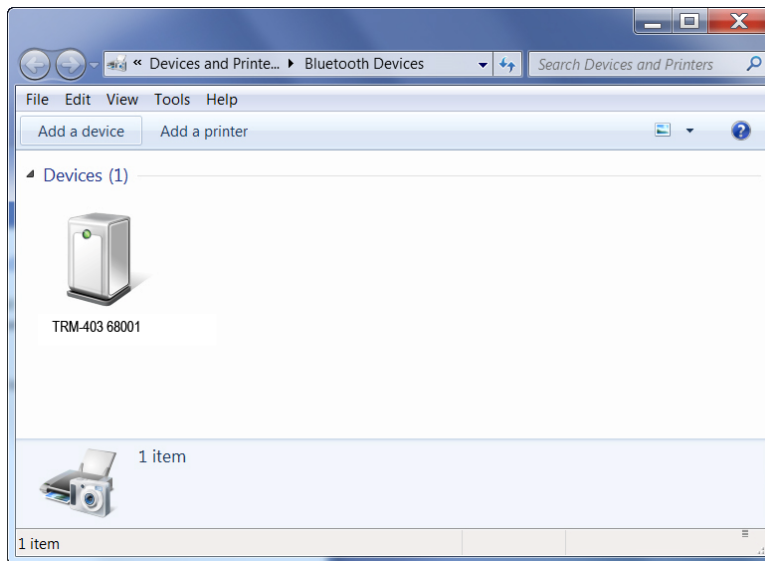 « Devices and Printe... Bluetooth Devices Search Devices and Printers
File Edit View Tools Help
Add a device Add a printer ?
Devices (1)
TRM-403 68001
1 item
1 item